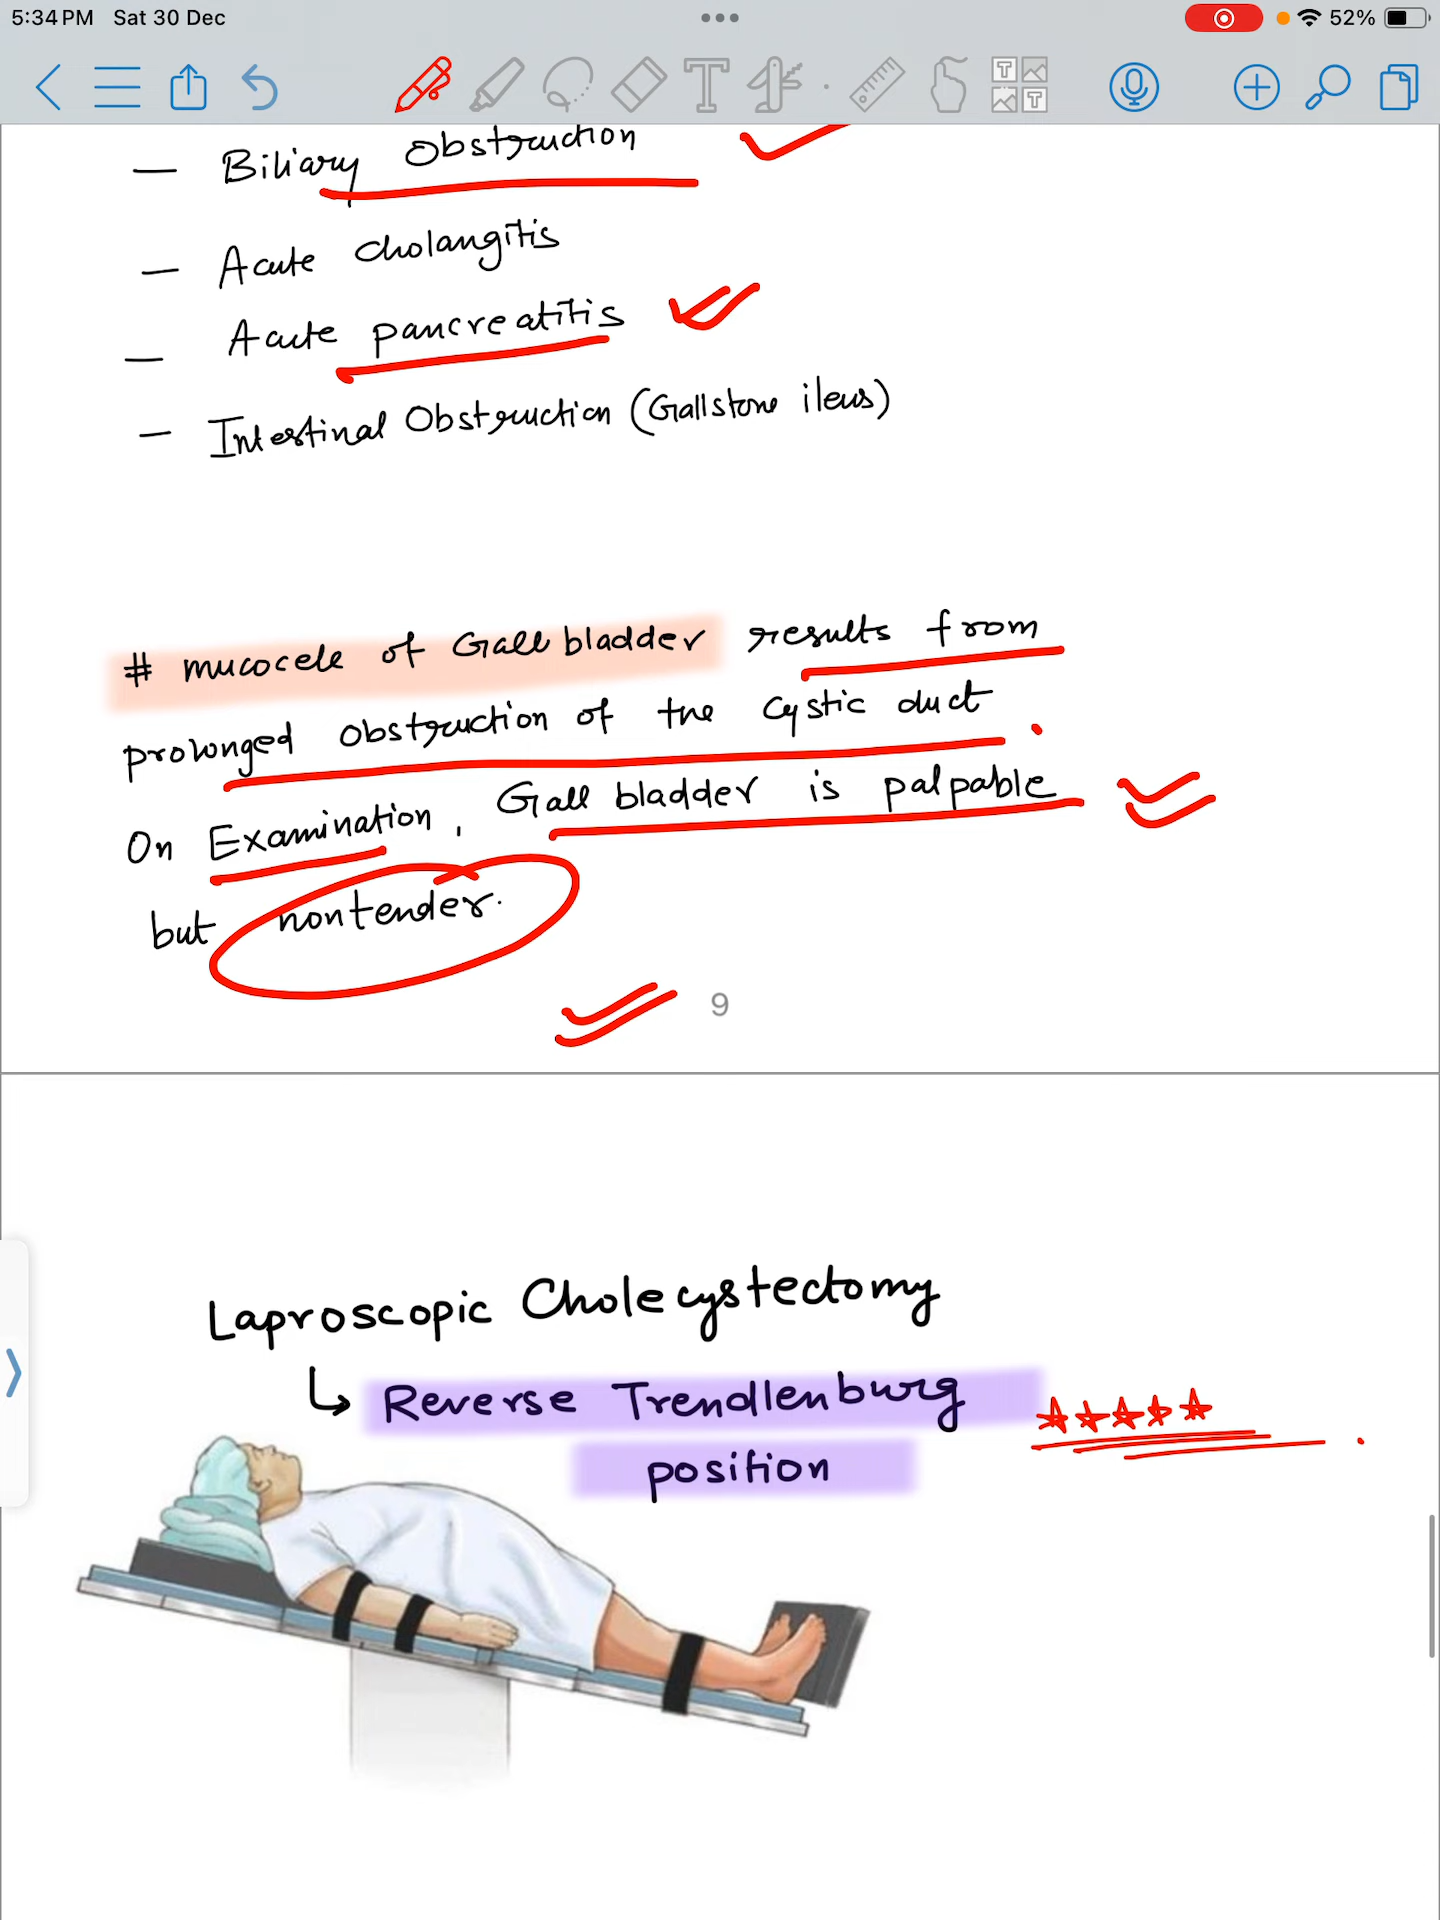 5:34 PM Sat 30 Dec
52%
— Biliary Obstruction
— Acute cholangitis
— Acute pancreatitis
— Intestinal Obstruction (Gallstone ileus)
# mucocele of Gall bladder results from
prolonged obstruction of the cystic duct.
On Examination, Gall bladder is palpable
but nontender.
9
Laproscopic Cholecystectomy
↳ Reverse Trendlenburg
position